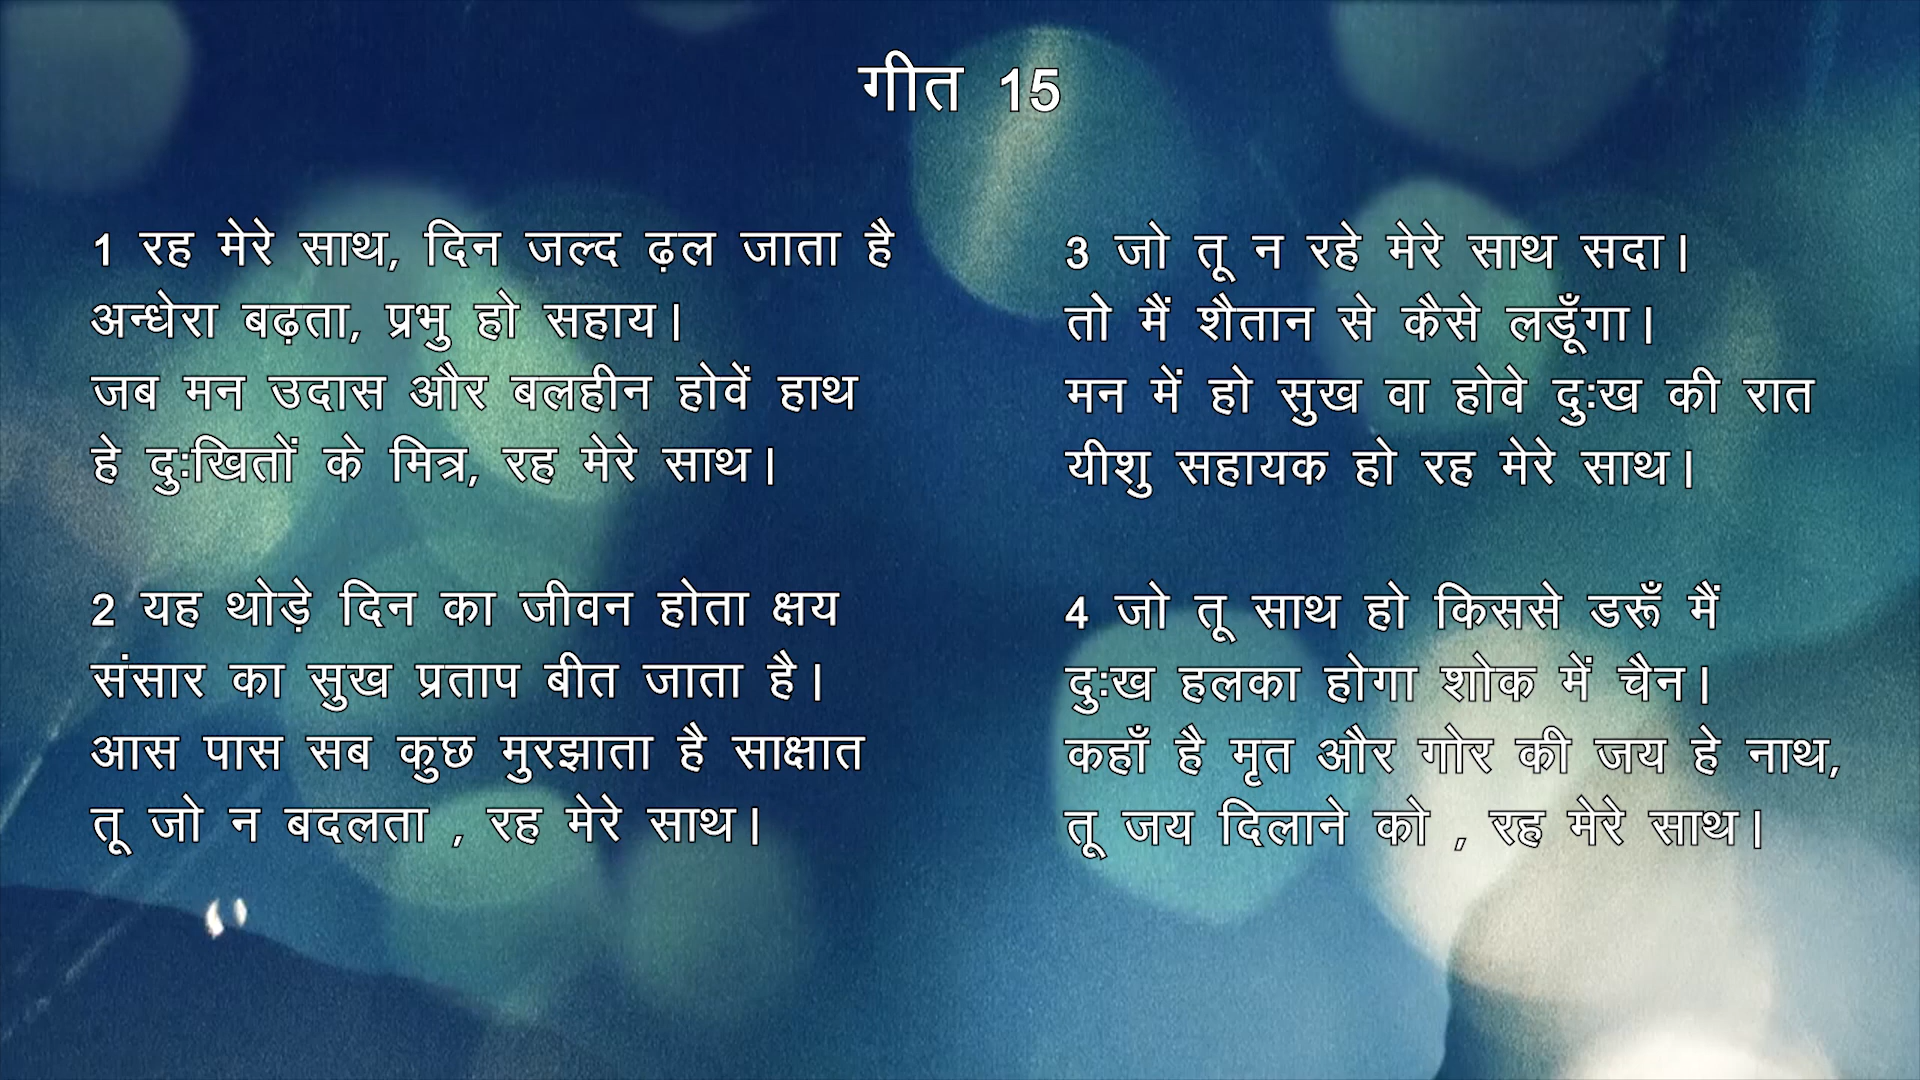 गीत 15
1 रह मेरे साथ, दिन जल्द ढ़ल जाता है
अन्धेरा बढ़ता, प्रभु हो सहाय।
जब मन उदास और बलहीन होवें हाथ
हे दुःखितों के मित्र, रह मेरे साथ।
2 यह थोड़े दिन का जीवन होता क्षय
संसार का सुख प्रताप बीत जाता है।
आस पास सब कुछ मुरझाता है साक्षात
तू जो न बदलता , रह मेरे साथ।
3 जो तू न रहे मेरे साथ सदा।
तो मैं शैतान से कैसे लडूँगा।
मन में हो सुख वा होवे दुःख की रात
यीशु सहायक हो रह मेरे साथ।
4 जो तू साथ हो किससे डरूँ मैं
दुःख हलका होगा शोक में चैन।
कहाँ है मृत और गोर की जय हे नाथ,
तू जय दिलाने को , रह मेरे साथ।